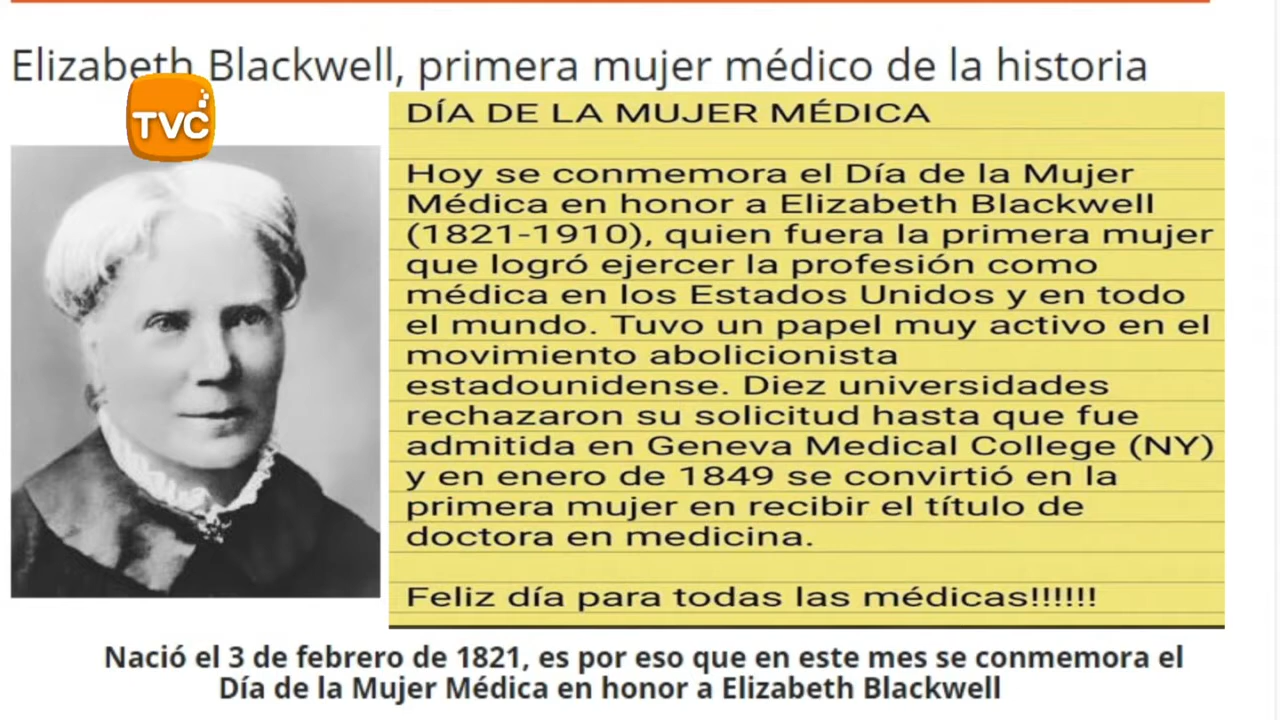 Elizabeth Blackwell, primera mujer médico de la historia
TVC
DÍA DE LA MUJER MÉDICA
Hoy se conmemora el Día de la Mujer
Médica en honor a Elizabeth Blackwell
(1821-1910), quien fuera la primera mujer
que logró ejercer la profesión como
médica en los Estados Unidos y en todo
el mundo. Tuvo un papel muy activo en el
movimiento abolicionista
estadounidense. Diez universidades
rechazaron su solicitud hasta que fue
admitida en Geneva Medical College (NY)
y en enero de 1849 se convirtió en la
primera mujer en recibir el título de
doctora en medicina.
Feliz día para todas las médicas!!!!!!
Nació el 3 de febrero de 1821, es por eso que en este mes se conmemora el
Día de la Mujer Médica en honor a Elizabeth Blackwell